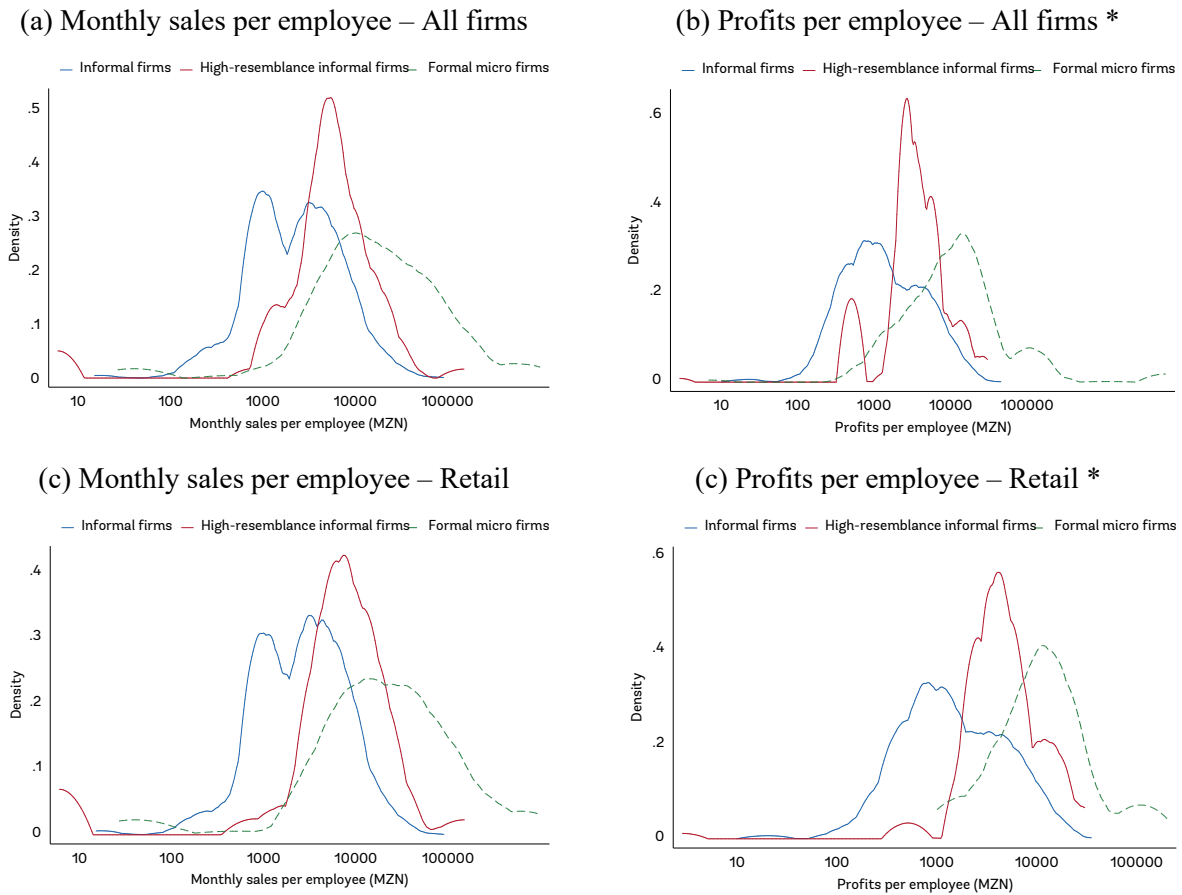 (a) Monthly sales per employee – All firms
Informal firms High-resemblance informal firms Formal micro firms
.5
.4
.3
.2
.1
0
Density
10 100 1000 10000 100000
Monthly sales per employee (MZN)
(b) Profits per employee – All firms *
Informal firms High-resemblance informal firms Formal micro firms
.6
.4
.2
0
Density
10 100 1000 10000 100000
Profits per employee (MZN)
(c) Monthly sales per employee – Retail
Informal firms High-resemblance informal firms Formal micro firms
.4
.3
.2
.1
0
Density
10 100 1000 10000 100000
Monthly sales per employee (MZN)
(c) Profits per employee – Retail *
Informal firms High-resemblance informal firms Formal micro firms
.6
.4
.2
0
Density
10 100 1000 10000 100000
Profits per employee (MZN)